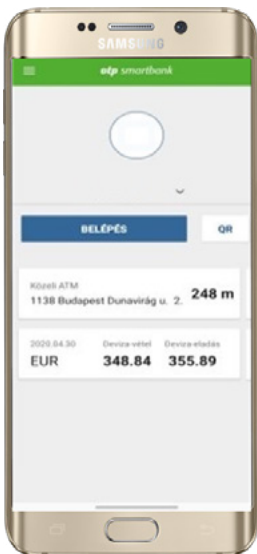 SAMSUNG
otp smartbank
BELÉPÉS
QR
Közeli ATM
1138 Budapest Dunavirág u. 2.
248 m
2020.04.30 Deviza vétel Deviza eladás
EUR 348.84 355.89